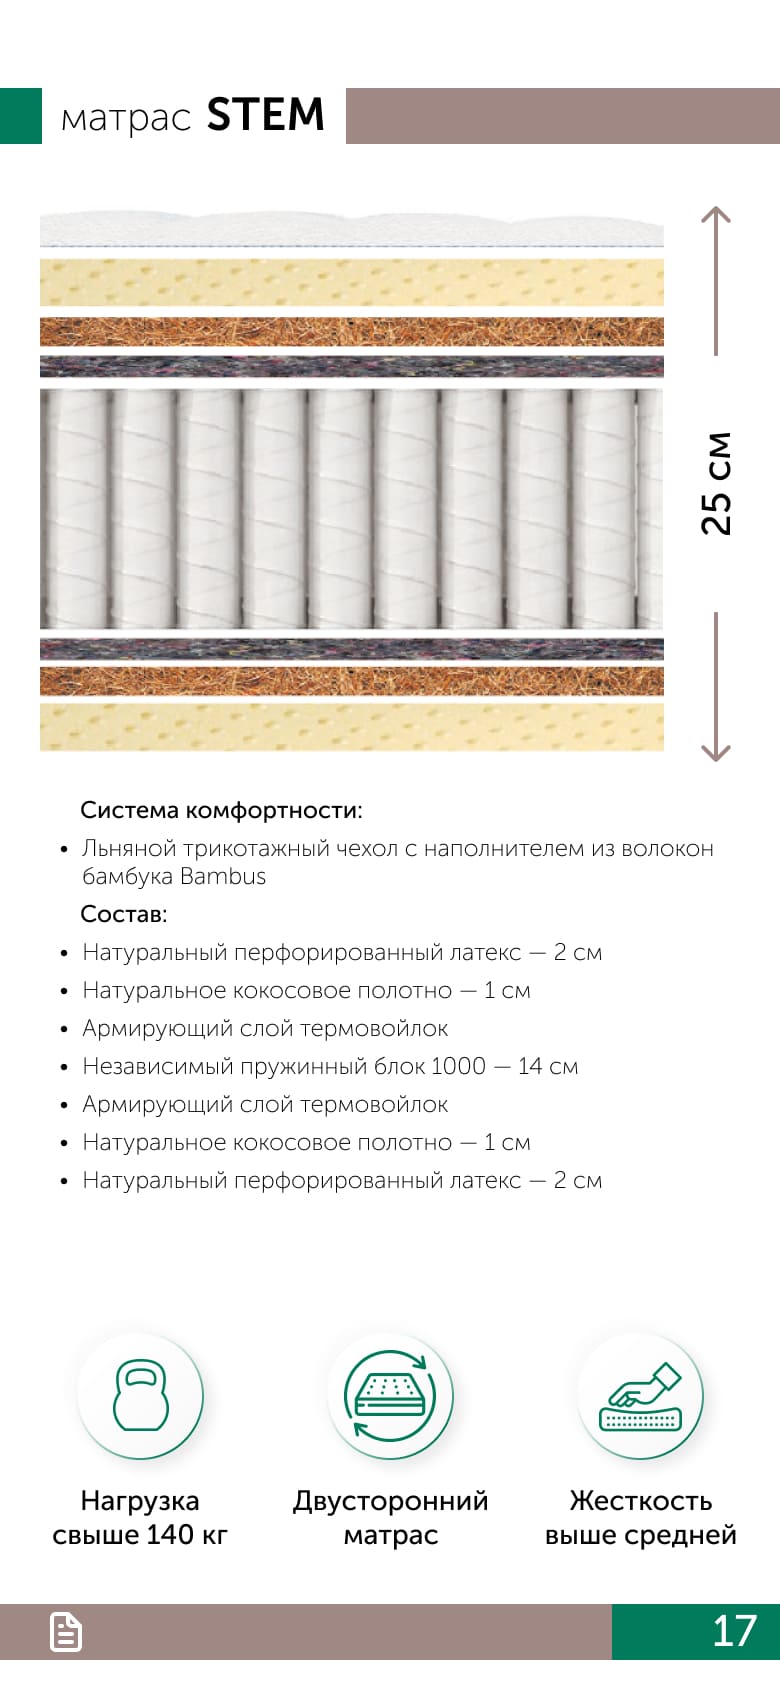 матрас STEM
25 см
Система комфортности:
• Льняной трикотажный чехол с наполнителем из волокон
бамбука Bambus
Состав:
• Натуральный перфорированный латекс — 2 см
• Натуральное кокосовое полотно — 1 см
• Армирующий слой термовойлок
• Независимый пружинный блок 1000 — 14 см
• Армирующий слой термовойлок
• Натуральное кокосовое полотно — 1 см
• Натуральный перфорированный латекс — 2 см
Нагрузка
свыше 140 кг
Двусторонний
матрас
Жесткость
выше средней
17